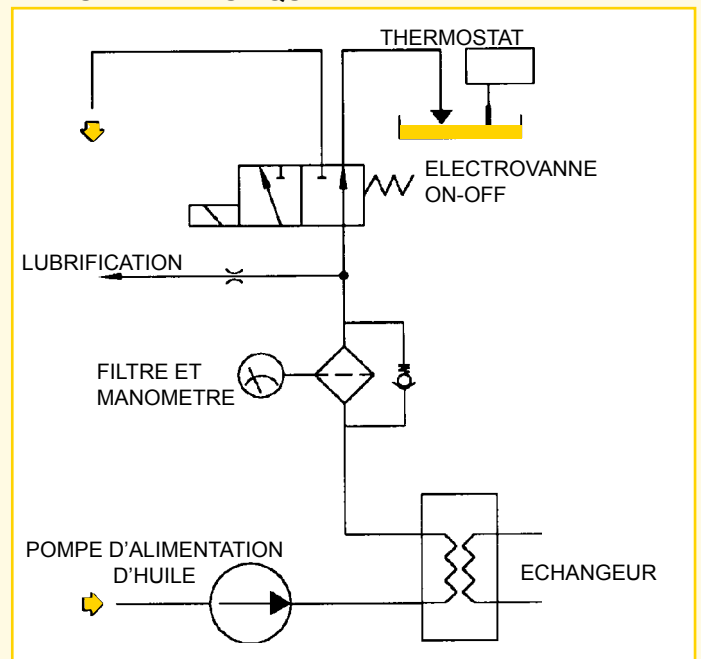 THERMOSTAT
ELECTROVANNE
ON-OFF
LUBRIFICATION
FILTRE ET
MANOMETRE
POMPE D'ALIMENTATION
D'HUILE
ECHANGEUR